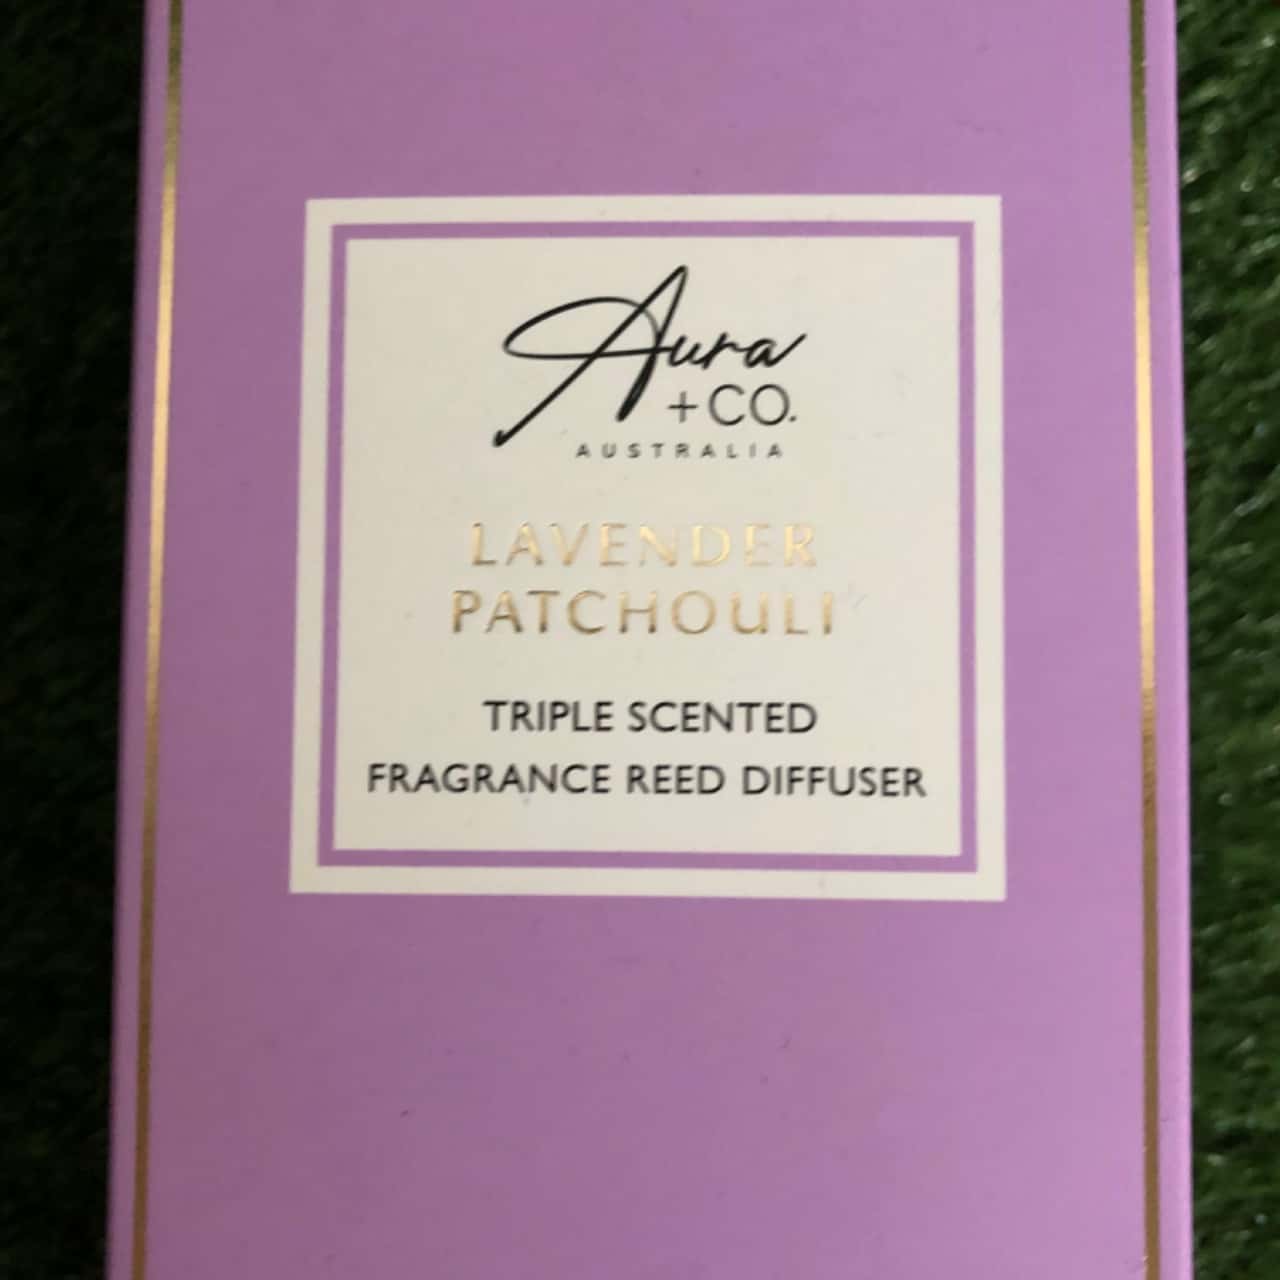 Aura
+ CO.
AUSTRALIA
LAVENDER
PATCHOULI
TRIPLE SCENTED
FRAGRANCE REED DIFFUSER